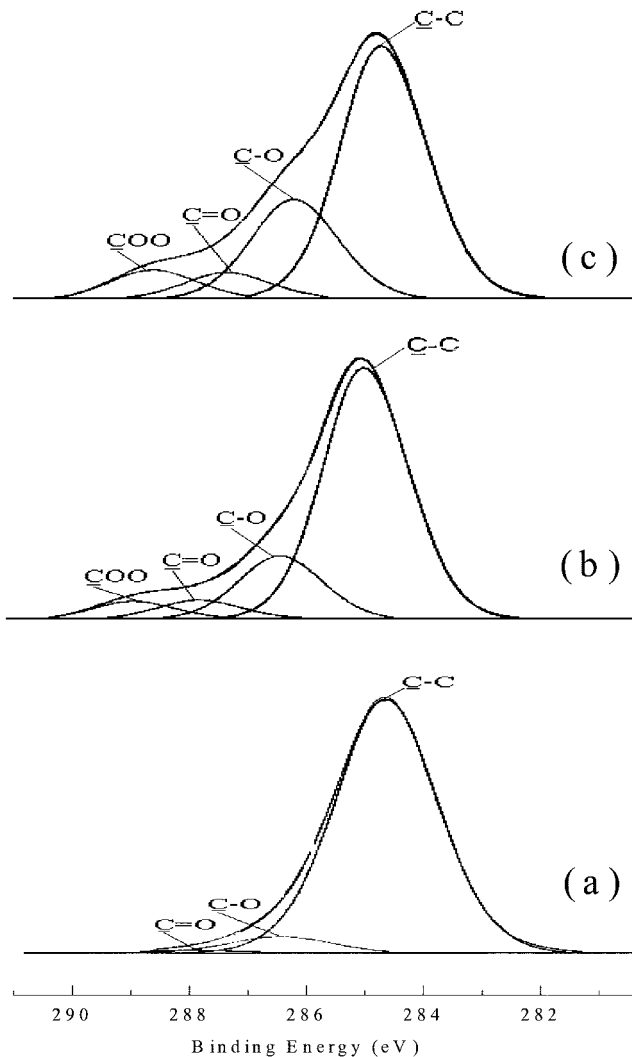 C-C
C-O
C=O
COO
(c)
C-C
C-O
C=O
COO
(b)
C-C
C-O
C=O
(a)
290 288 286 284 282
Binding Energy (eV)